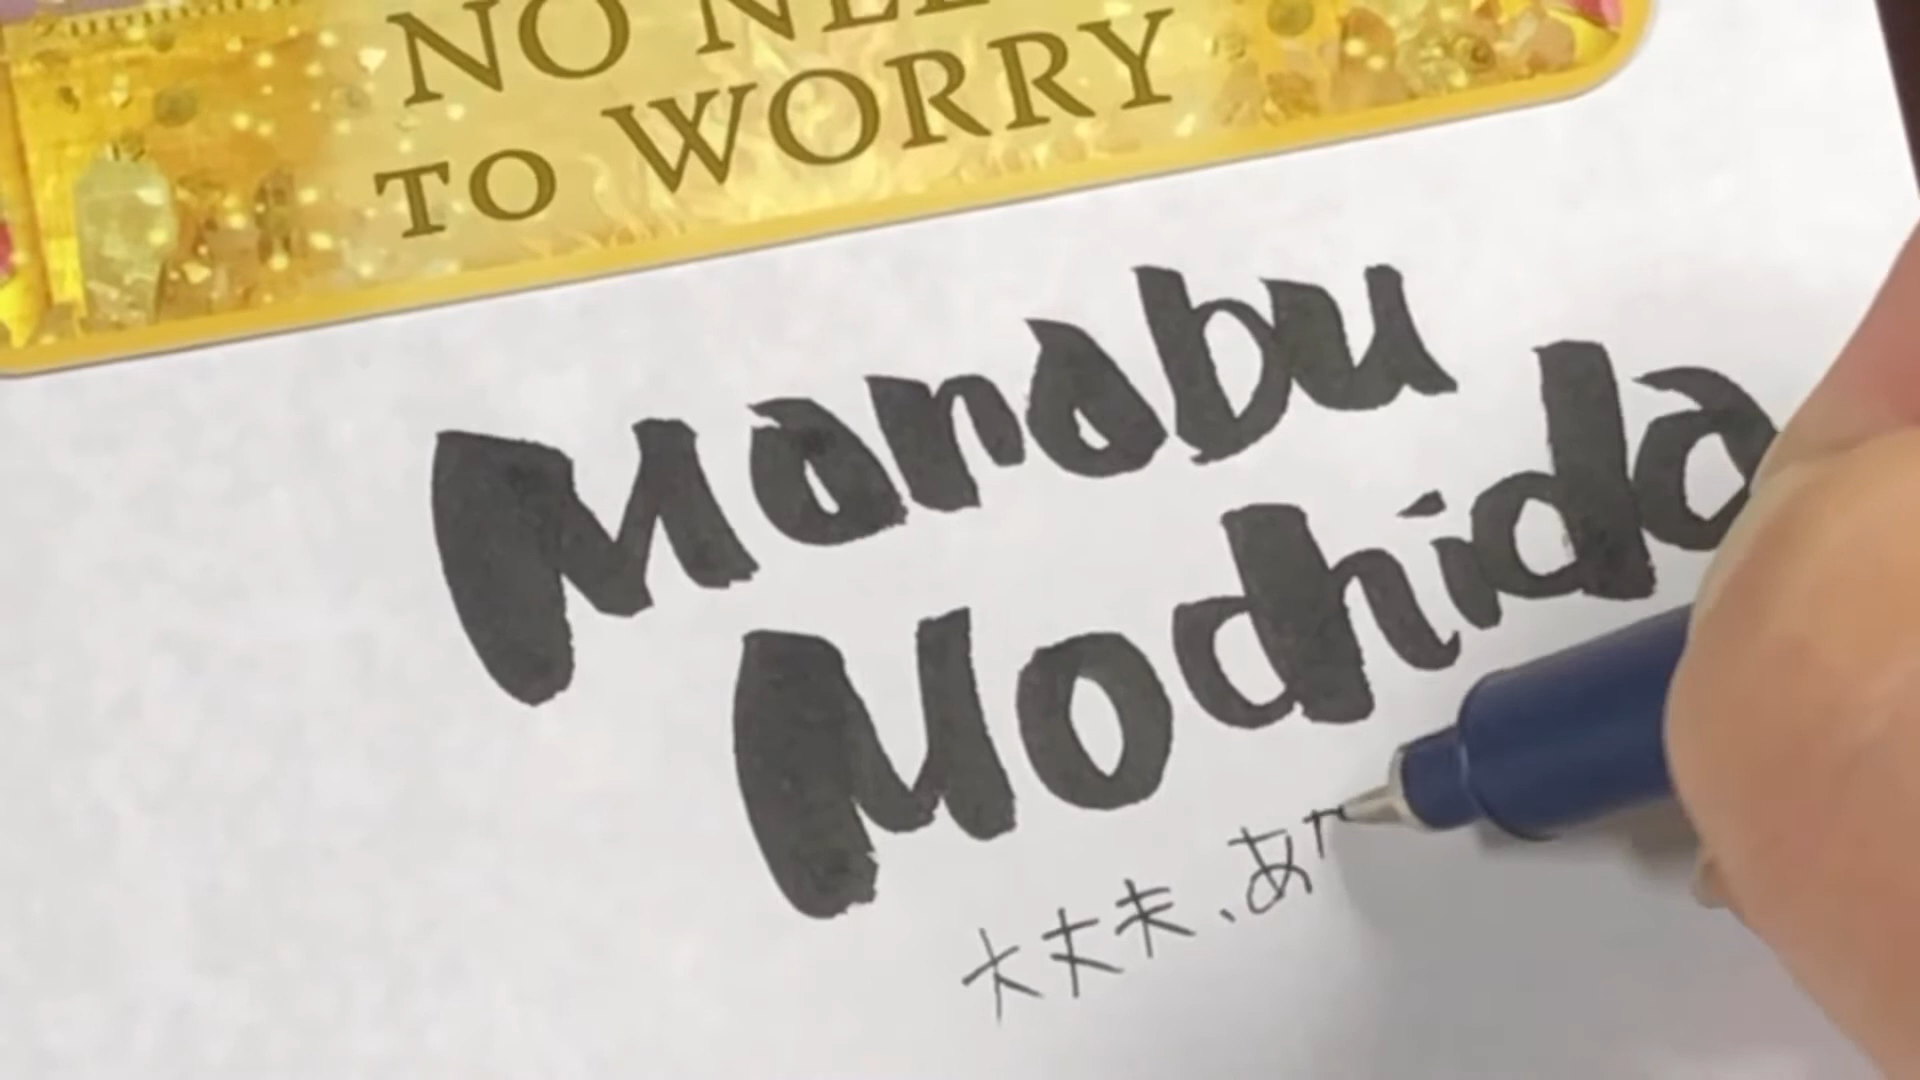 NO
TO WORRY
Manabu
Mochida
大丈夫、あ